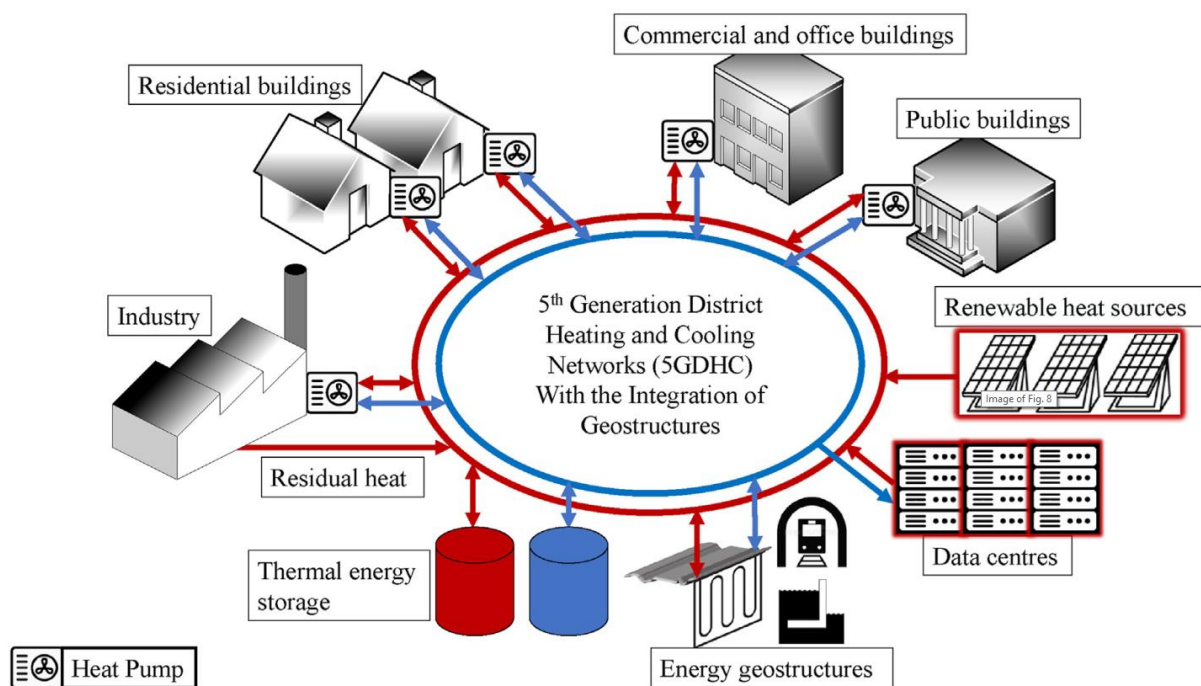 Commercial and office buildings
Residential buildings
Public buildings
Industry
Renewable heat sources
5th Generation District
Heating and Cooling
Networks (5GDHC)
With the Integration of
Geostructures
Image of Fig. 8
Residual heat
Data centres
Thermal energy
storage
Energy geostructures
Heat Pump